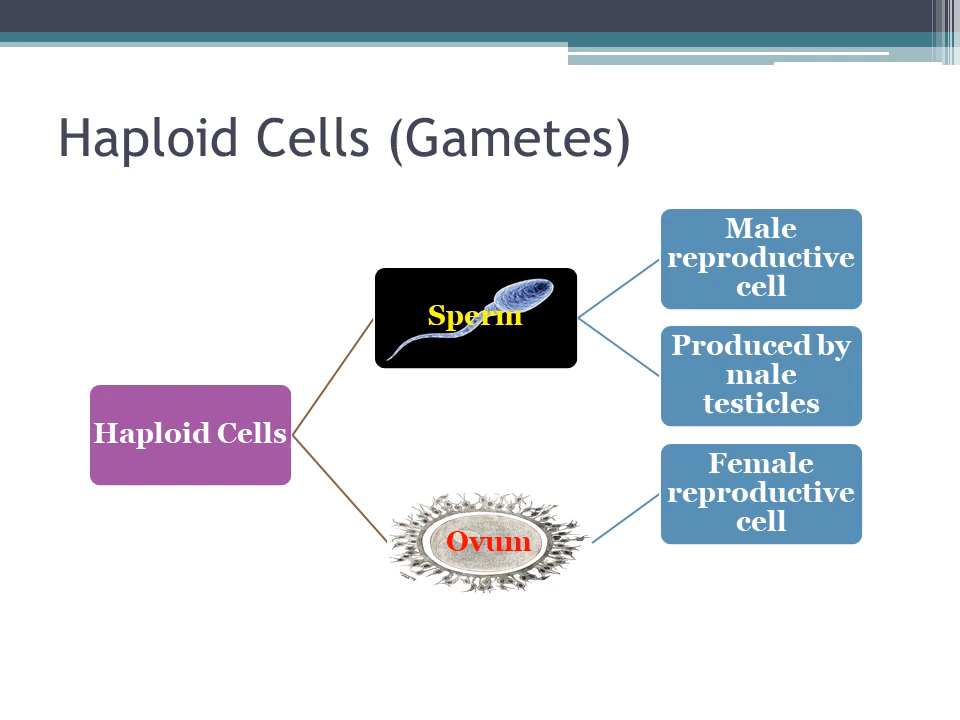 Haploid Cells (Gametes)
Haploid Cells
Sperm
Male
reproductive
cell
Produced by
male
testicles
Ovum
Female
reproductive
cell